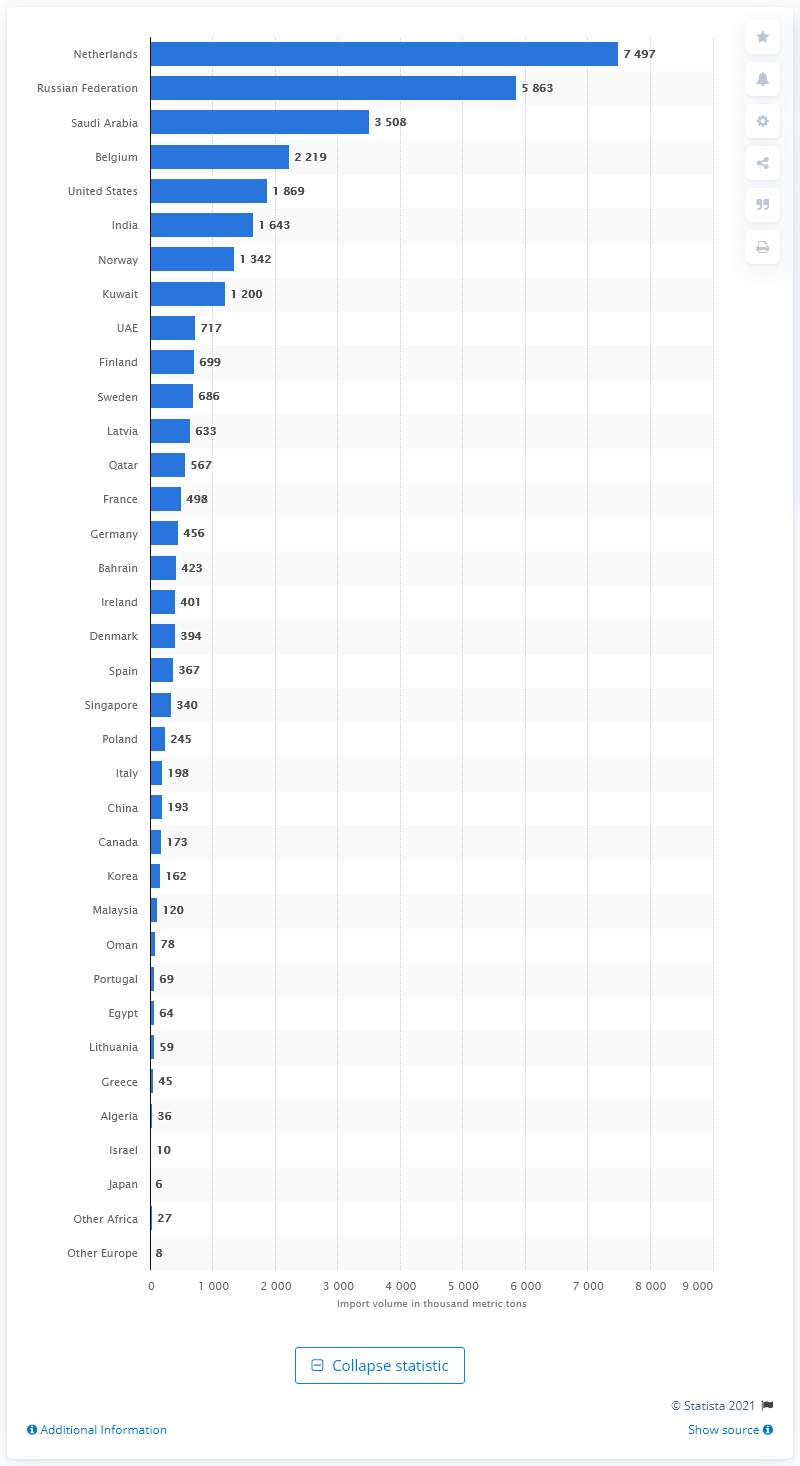 Netherlands 7 497
Russian Federation 5 863
Saudi Arabia 3 508
Belgium 2 219
United States 1 869
India 1 643
Norway 1 342
Kuwait 1 200
UAE 717
Finland 699
Sweden 686
Latvia 633
Qatar 567
France 498
Germany 456
Bahrain 423
Ireland 401
Denmark 394
Spain 367
Singapore 340
Poland 245
Italy 198
China 193
Canada 173
Korea 162
Malaysia 120
Oman 78
Portugal 69
Egypt 64
Lithuania 59
Greece 45
Algeria 36
Israel 10
Japan 6
Other Africa 27
Other Europe 8
0 1 000 2 000 3 000 4 000 5 000 6 000 7 000 8 000 9 000
Import volume in thousand metric tons
Collapse statistic
© Statista 2021
Additional Information Show source